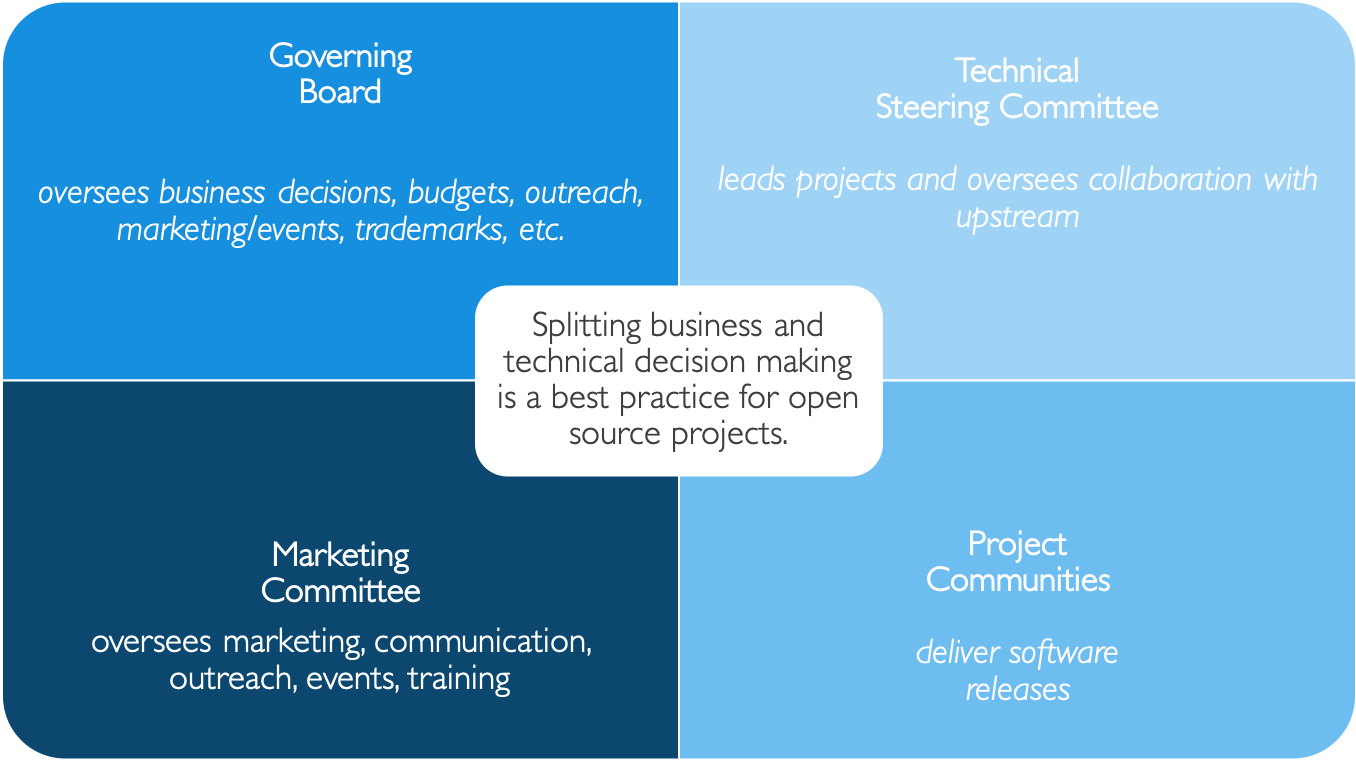 Governing
Board
oversees business decisions, budgets, outreach,
marketing/events, trademarks, etc.
Technical
Steering Committee
leads projects and oversees collaboration with
upstream
Splitting business and
technical decision making
is a best practice for open
source projects.
Marketing
Committee
oversees marketing, communication,
outreach, events, training
Project
Communities
deliver software
releases